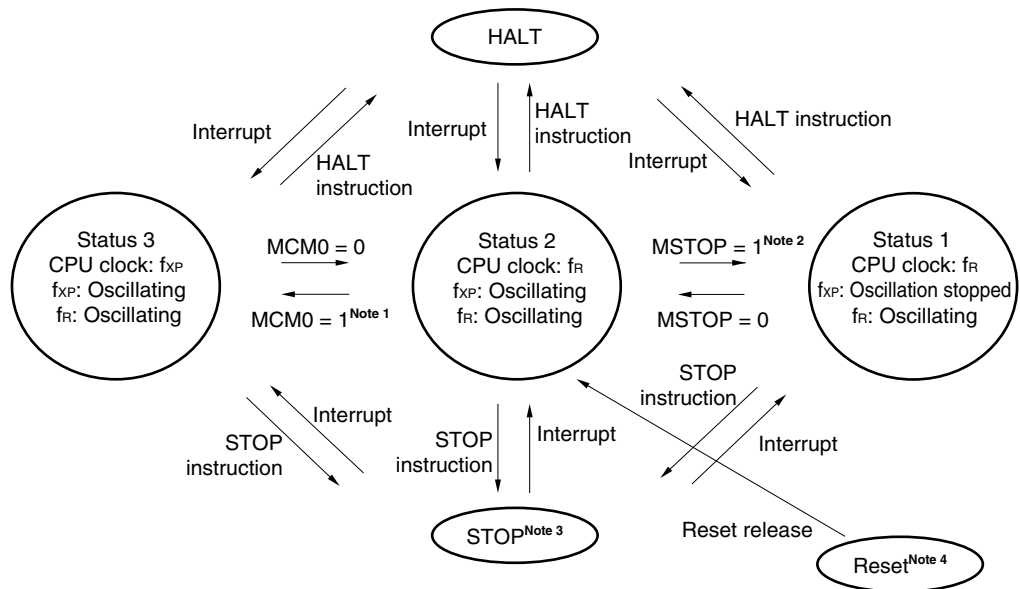 HALT
Interrupt
HALT
instruction
Interrupt
HALT
instruction
Interrupt
HALT instruction
Status 3
CPU clock: fXP
fXP: Oscillating
fR: Oscillating
MCM0 = 0
MCM0 = 1Note 1
Status 2
CPU clock: fR
fXP: Oscillating
fR: Oscillating
MSTOP = 1Note 2
MSTOP = 0
Status 1
CPU clock: fR
fXP: Oscillation stopped
fR: Oscillating
STOP
instruction
Interrupt
STOP
instruction
Interrupt
STOP
instruction
Interrupt
STOPNote 3
Reset release
ResetNote 4